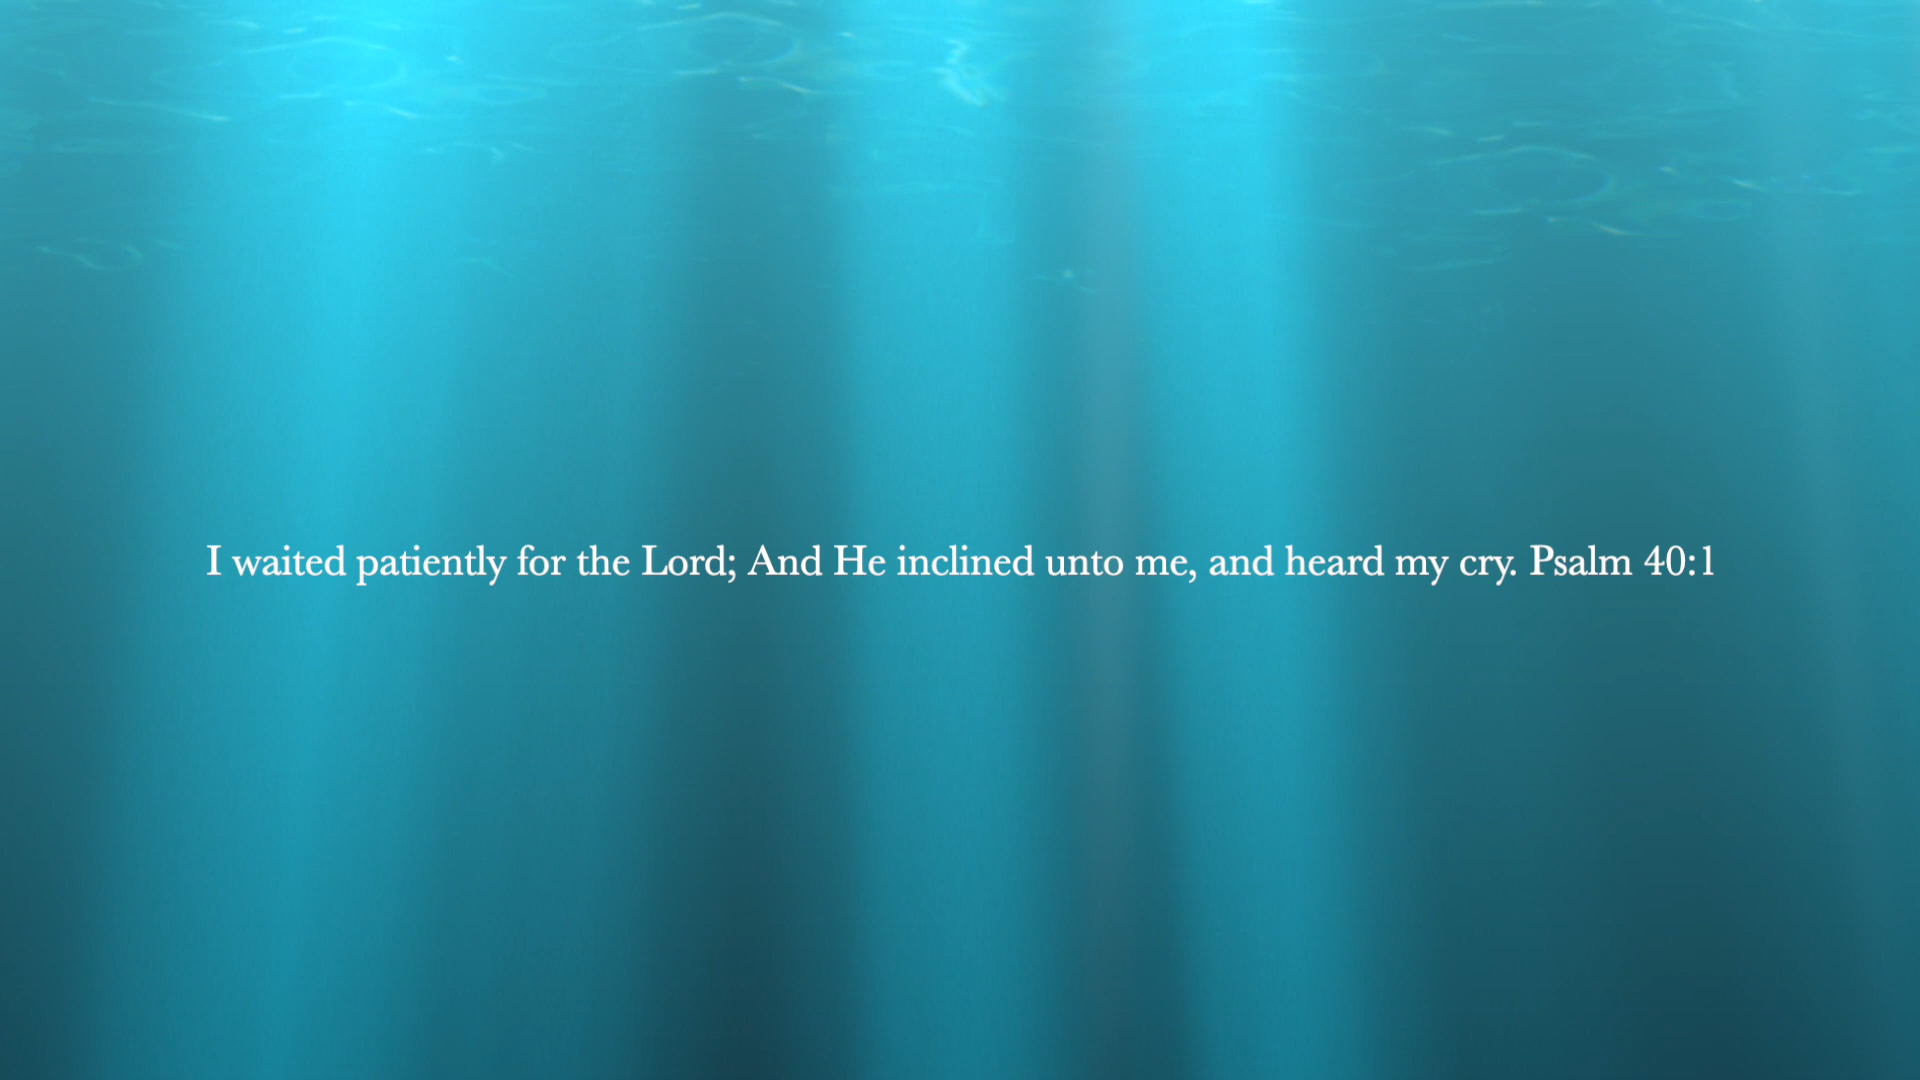 I waited patiently for the Lord; And He inclined unto me, and heard my cry. Psalm 40:1